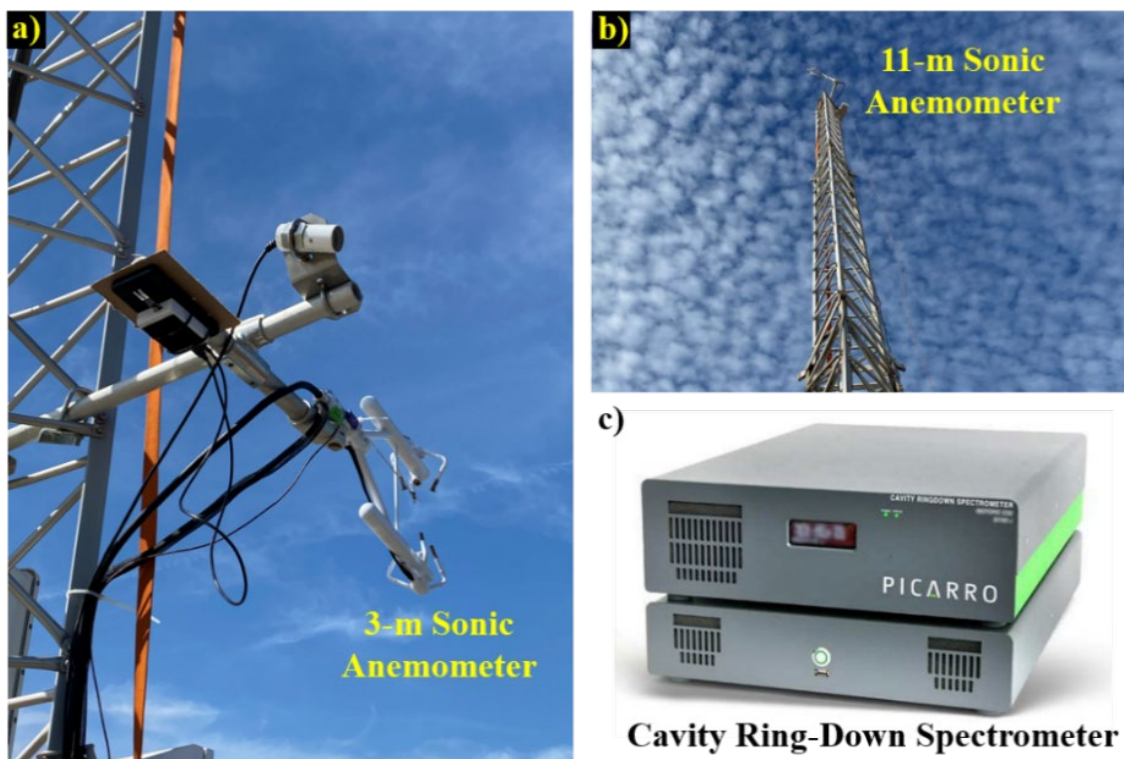 a)
3-m Sonic
Anemometer
b)
11-m Sonic
Anemometer
c)
CAVITY RINGDOWN SPECTROMETER
PICARRO
Cavity Ring-Down Spectrometer